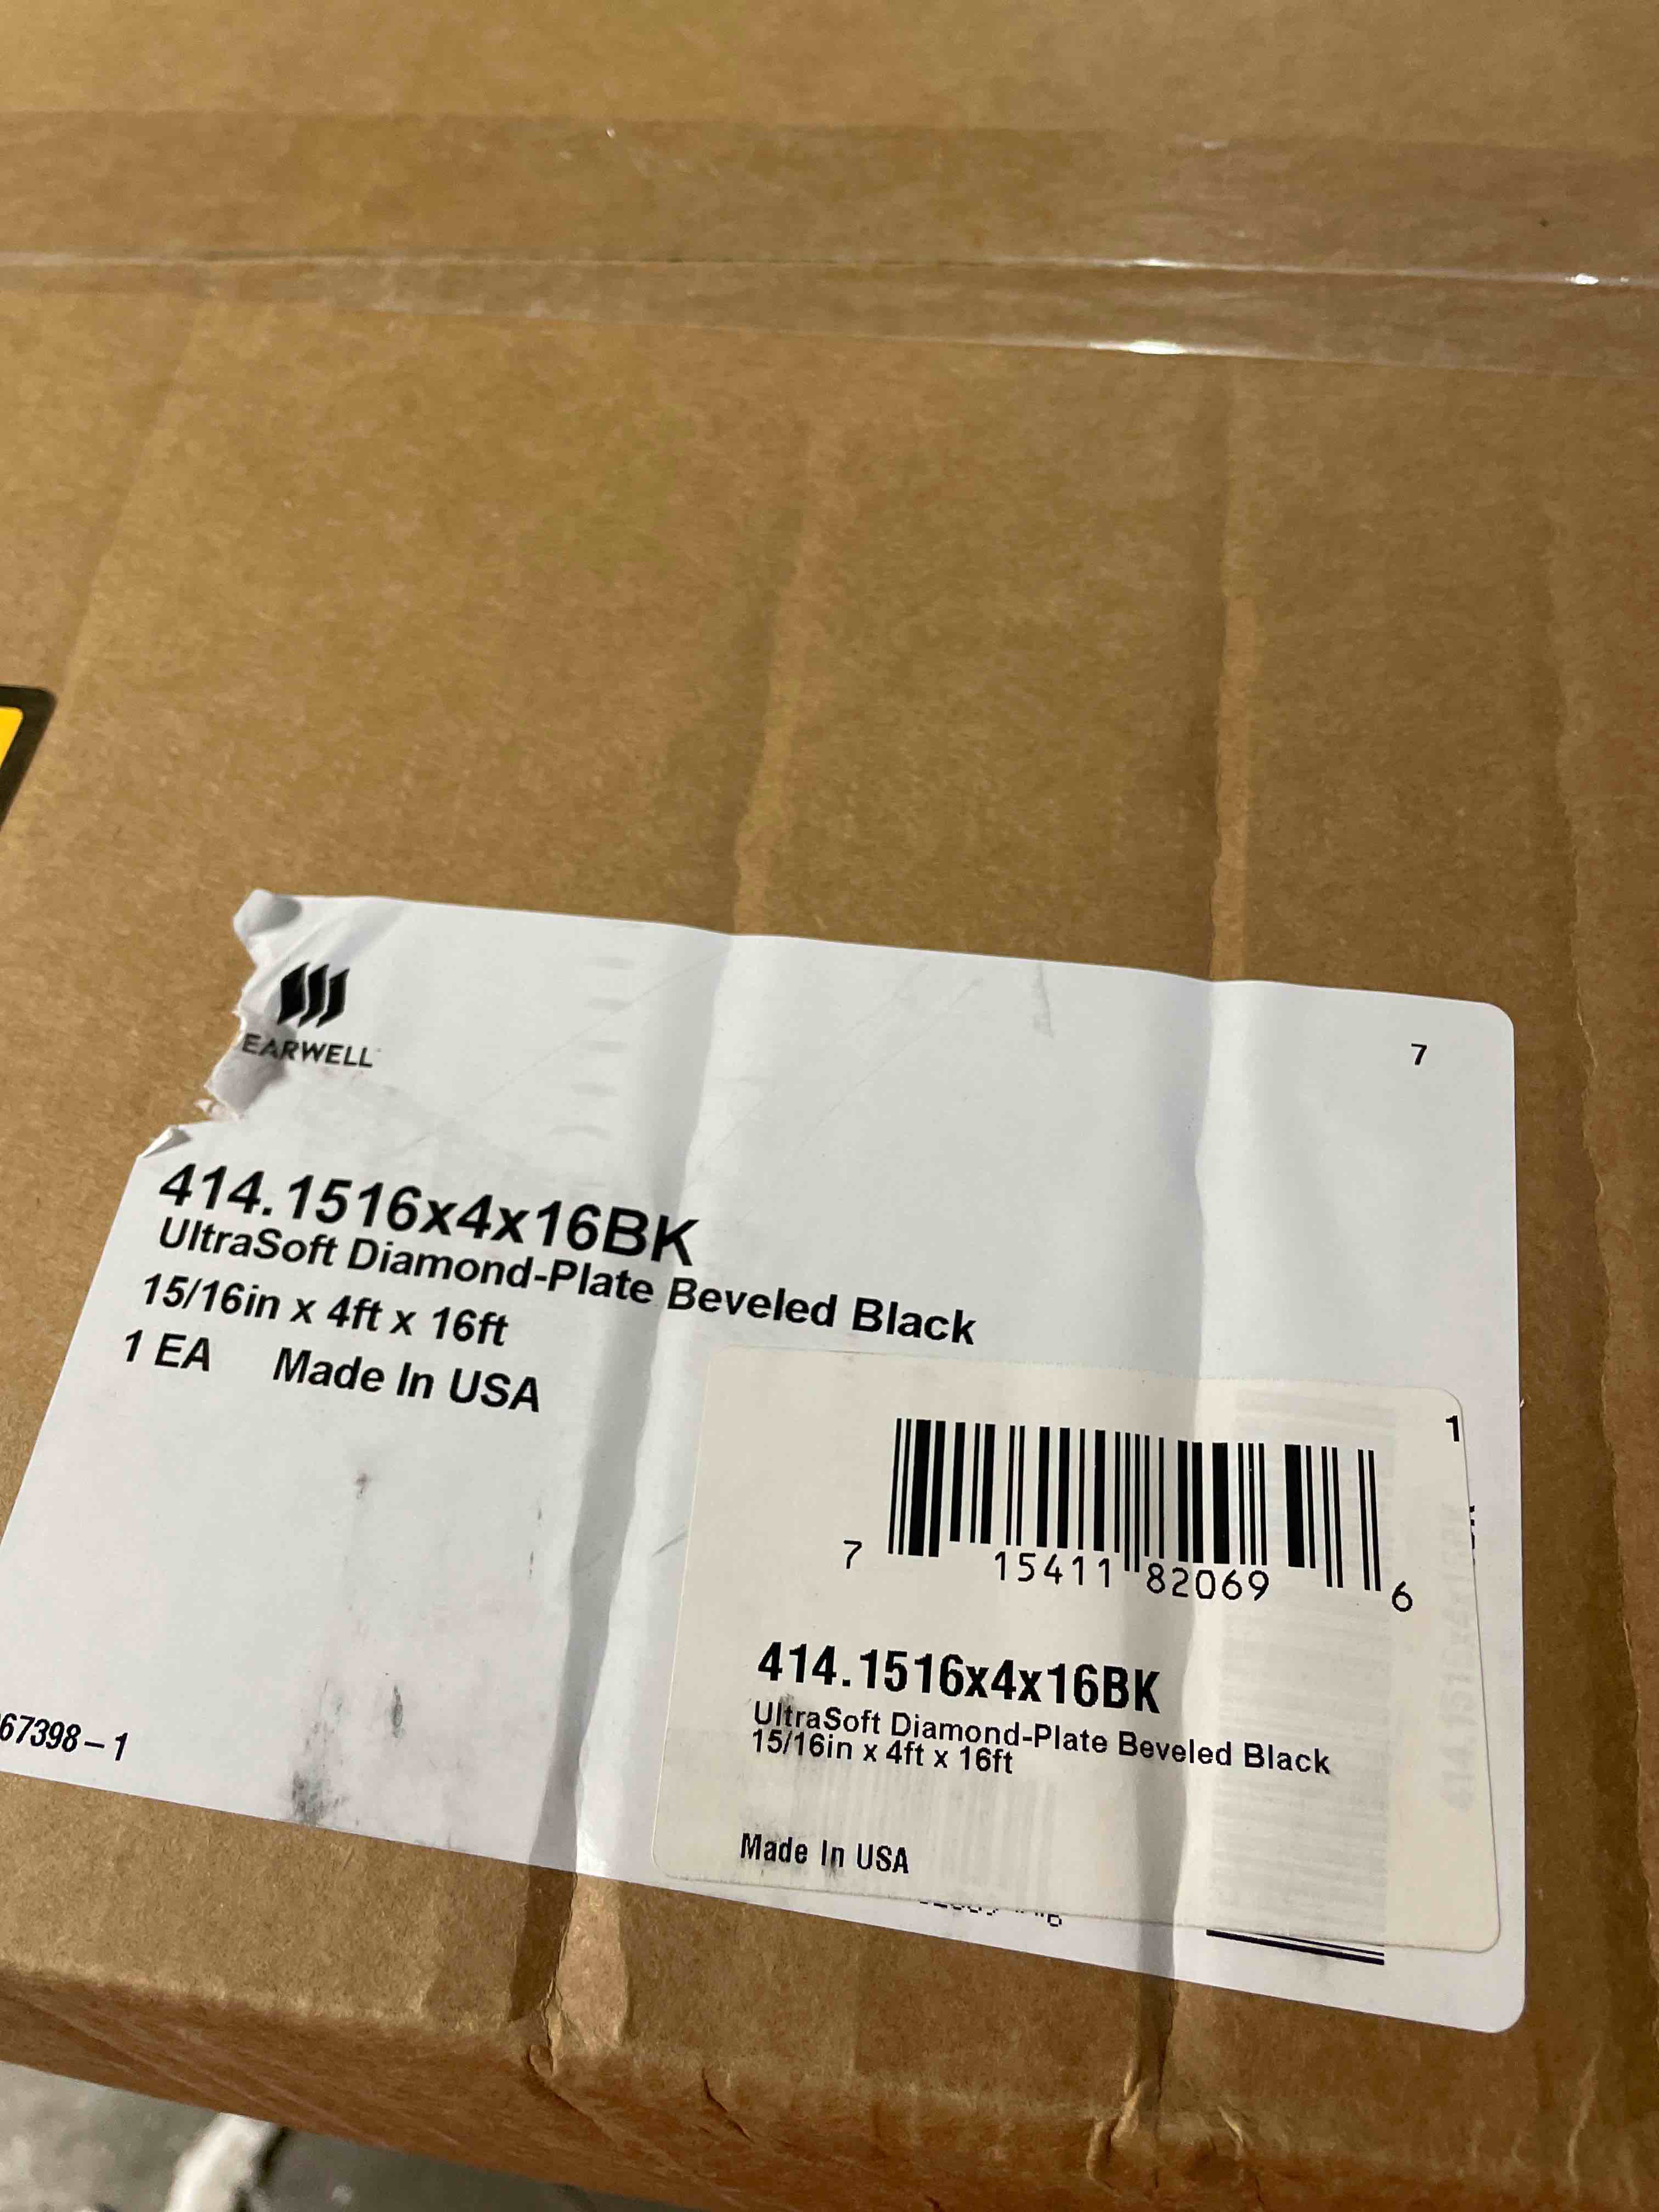 EARWELL
7
414.1516x4x16BK
UltraSoft Diamond-Plate Beveled Black
15/16in x 4ft x 16ft
1 EA Made In USA
1
7 15411 82069 6
414.1516x4x16BK
UltraSoft Diamond-Plate Beveled Black
15/16in x 4ft x 16ft
Made In USA
67398-1